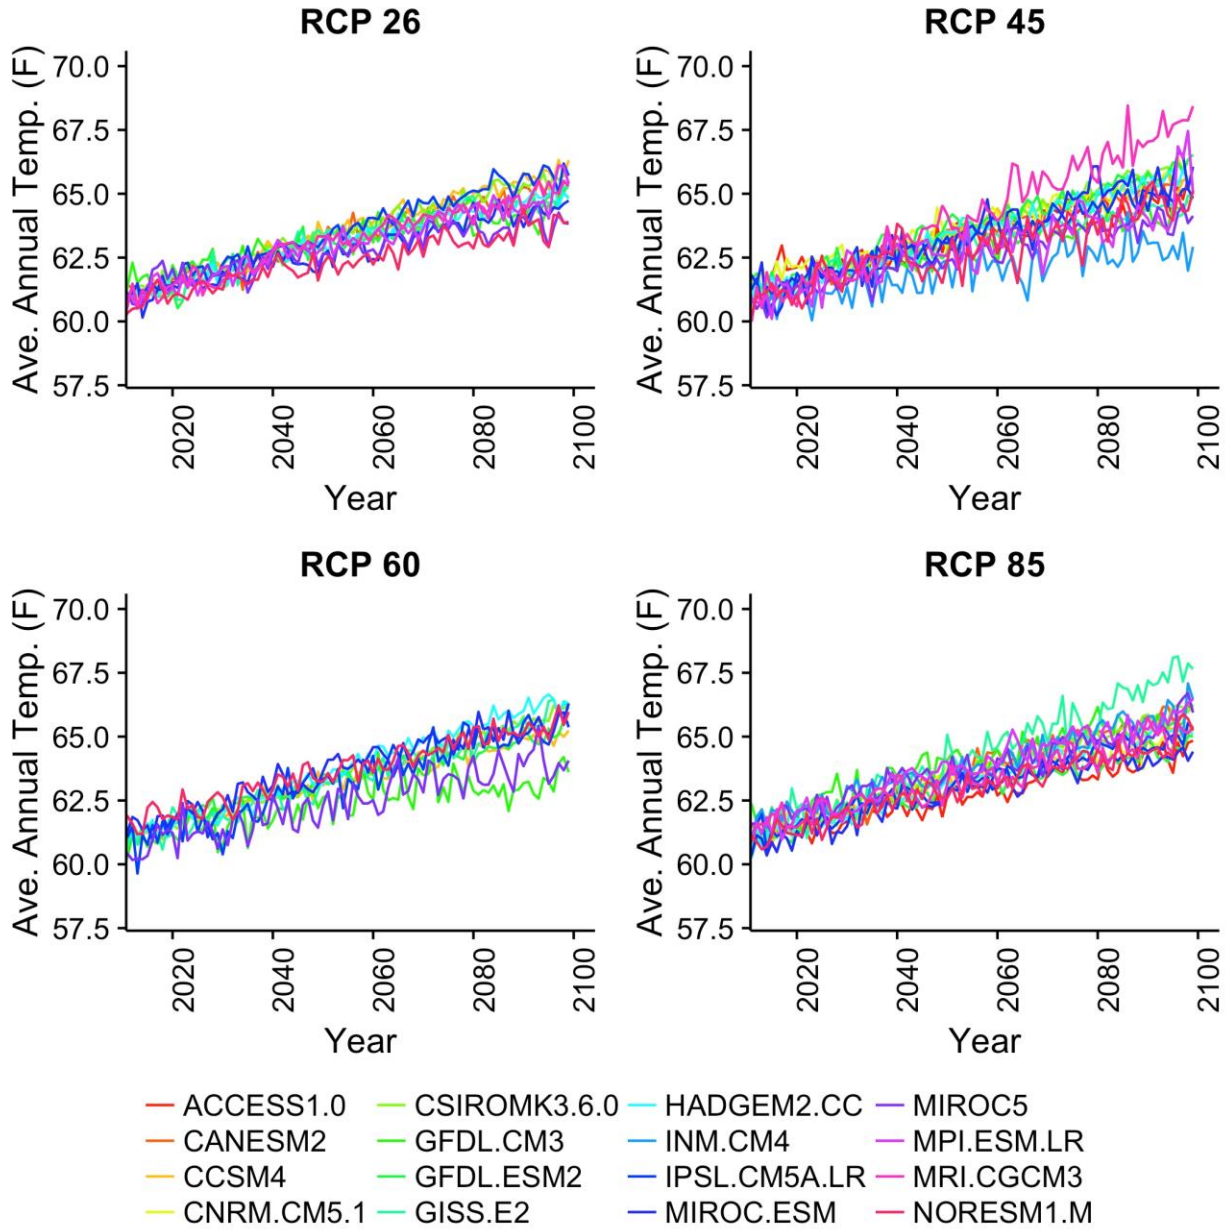 RCP 26
Ave. Annual Temp. (F)
70.0
67.5
65.0
62.5
60.0
57.5
2020
2040
2060
2080
2100
Year
RCP 45
Ave. Annual Temp. (F)
70.0
67.5
65.0
62.5
60.0
57.5
2020
2040
2060
2080
2100
Year
RCP 60
Ave. Annual Temp. (F)
70.0
67.5
65.0
62.5
60.0
57.5
2020
2040
2060
2080
2100
Year
RCP 85
Ave. Annual Temp. (F)
70.0
67.5
65.0
62.5
60.0
57.5
2020
2040
2060
2080
2100
Year
ACCESS1.0
CANESM2
CCSM4
CNRM.CM5.1
CSIROMK3.6.0
GFDL.CM3
GFDL.ESM2
GISS.E2
HADGEM2.CC
INM.CM4
IPSL.CM5A.LR
MIROC.ESM
MIROC5
MPI.ESM.LR
MRI.CGCM3
NORESM1.M